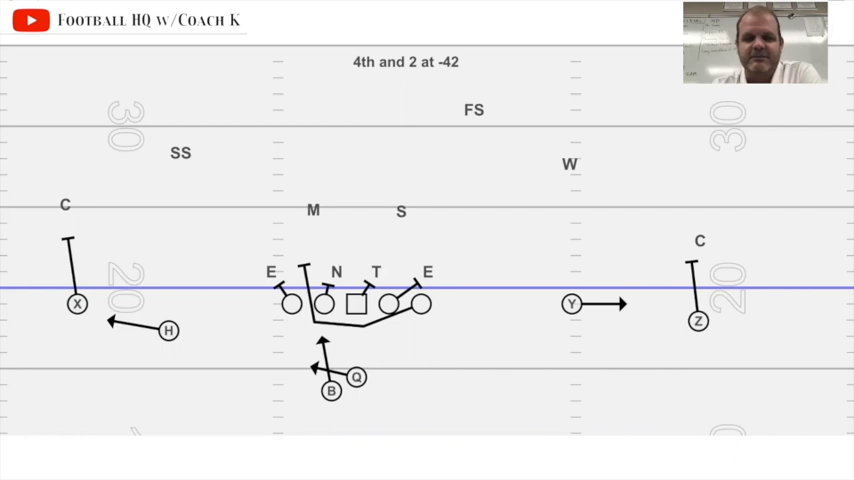 Football HQ w/Coach K
4th and 2 at -42
30
30
FS
SS
W
C
M
S
C
E
N
T
E
20
20
X
H
Y
Z
Q
B